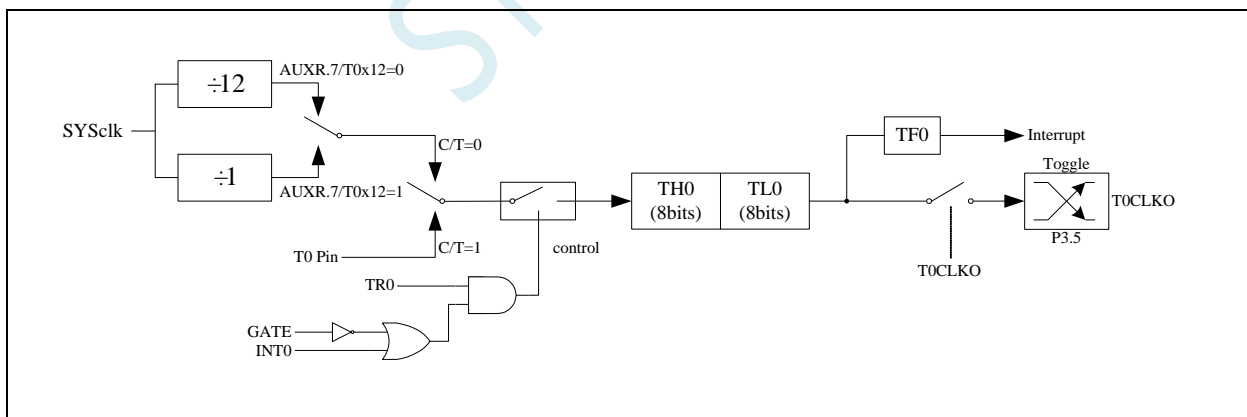 ÷12
AUXR.7/T0x12=0
SYSclk
÷1
AUXR.7/T0x12=1
C/T=0
T0 Pin
C/T=1
control
TR0
GATE
INT0
TH0
(8bits)
TL0
(8bits)
TF0
Interrupt
Toggle
T0CLKO
P3.5
T0CLKO